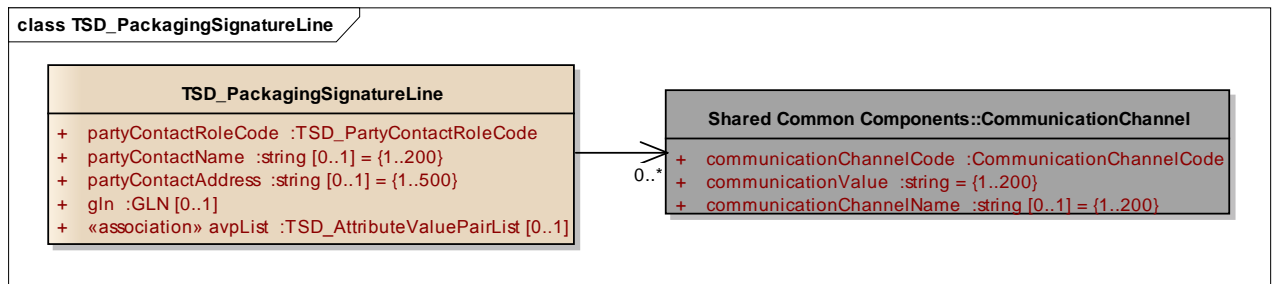 class TSD_PackagingSignatureLine
TSD_PackagingSignatureLine
+ partyContactRoleCode :TSD_PartyContactRoleCode
+ partyContactName :string [0..1] = {1..200}
+ partyContactAddress :string [0..1] = {1..500}
+ gln :GLN [0..1]
+ «association» avpList :TSD_AttributeValuePairList [0..1]
0..*
Shared Common Components::CommunicationChannel
+ communicationChannelCode :CommunicationChannelCode
+ communicationValue :string = {1..200}
+ communicationChannelName :string [0..1] = {1..200}